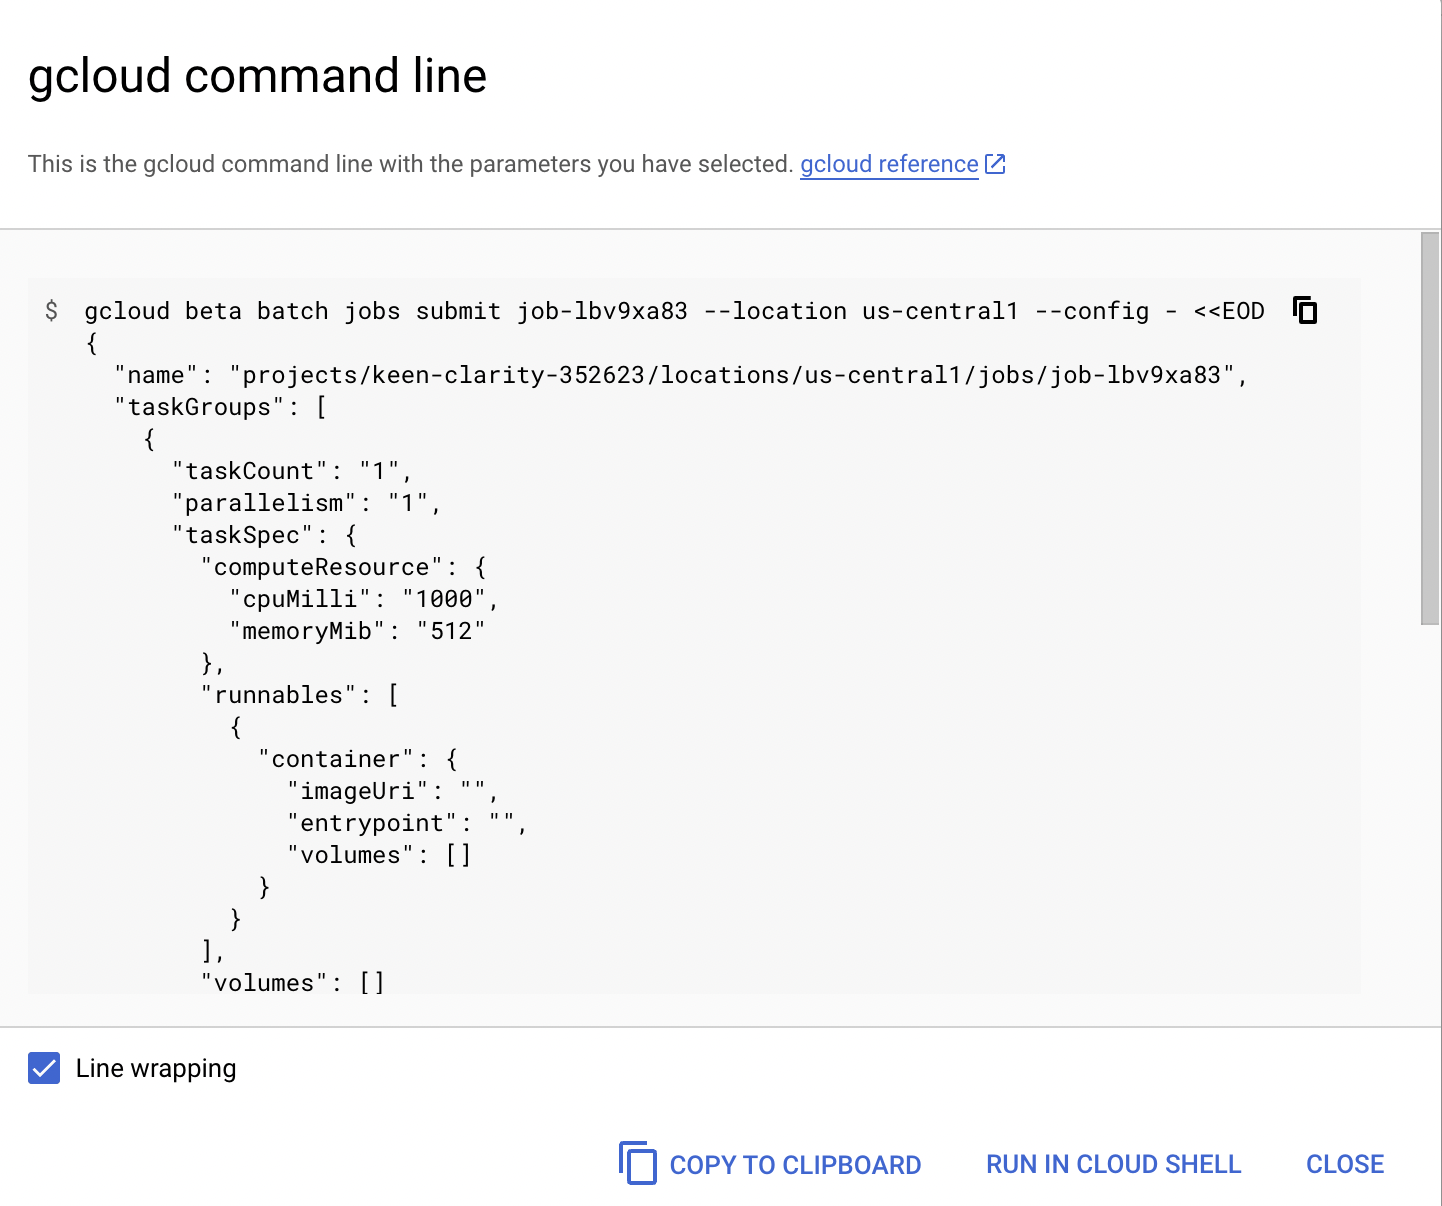 gcloud command line
This is the gcloud command line with the parameters you have selected. gcloud reference
$ gcloud beta batch jobs submit job-lbv9xa83 --location us-central1 --config - <<EOD
{
  "name": "projects/keen-clarity-352623/locations/us-central1/jobs/job-lbv9xa83",
  "taskGroups": [
    {
      "taskCount": "1",
      "parallelism": "1",
      "taskSpec": {
        "computeResource": {
          "cpuMilli": "1000",
          "memoryMib": "512"
        },
        "runnables": [
          {
            "container": {
              "imageUri": "",
              "entrypoint": "",
              "volumes": []
            }
          }
        ],
        "volumes": []
Line wrapping
COPY TO CLIPBOARD RUN IN CLOUD SHELL CLOSE